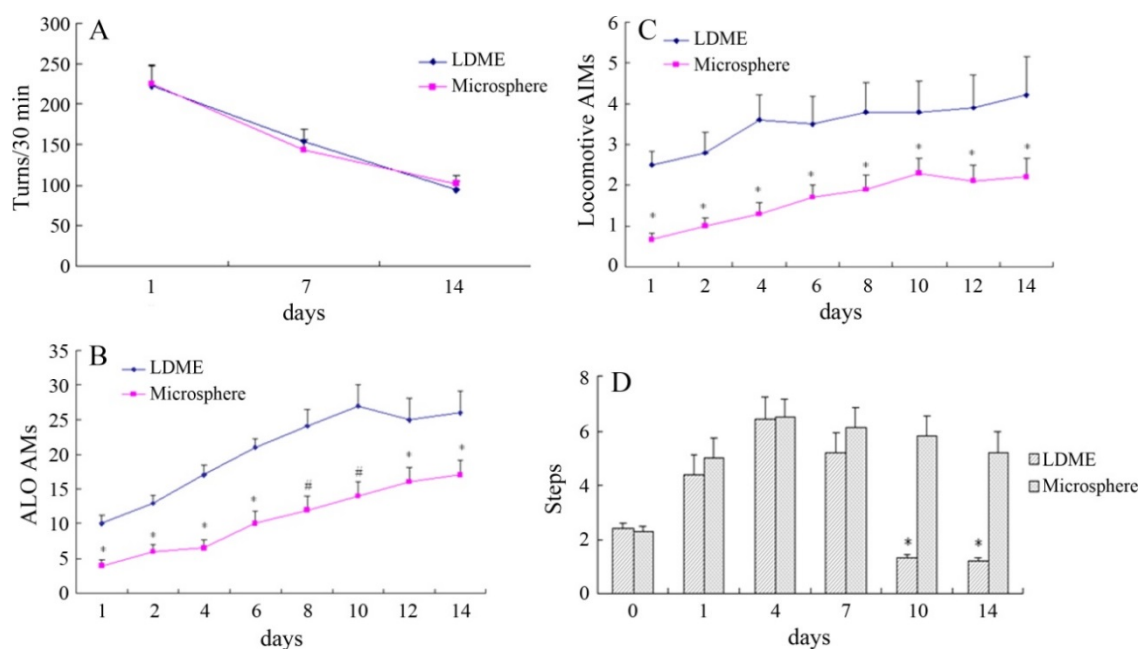 A
Turns/30 min
300
250
200
150
100
50
0
LDME
Microsphere
1 7 14
days
C
Locomotive AIMs
6
5
4
3
2
1
0
LDME
Microsphere
* * * * * * * *
1 2 4 6 8 10 12 14
days
B
ALO AMs
35
30
25
20
15
10
5
0
LDME
Microsphere
* * * * # # * *
1 2 4 6 8 10 12 14
days
D
Steps
8
6
4
2
0
LDME
Microsphere
* *
0 1 4 7 10 14
days